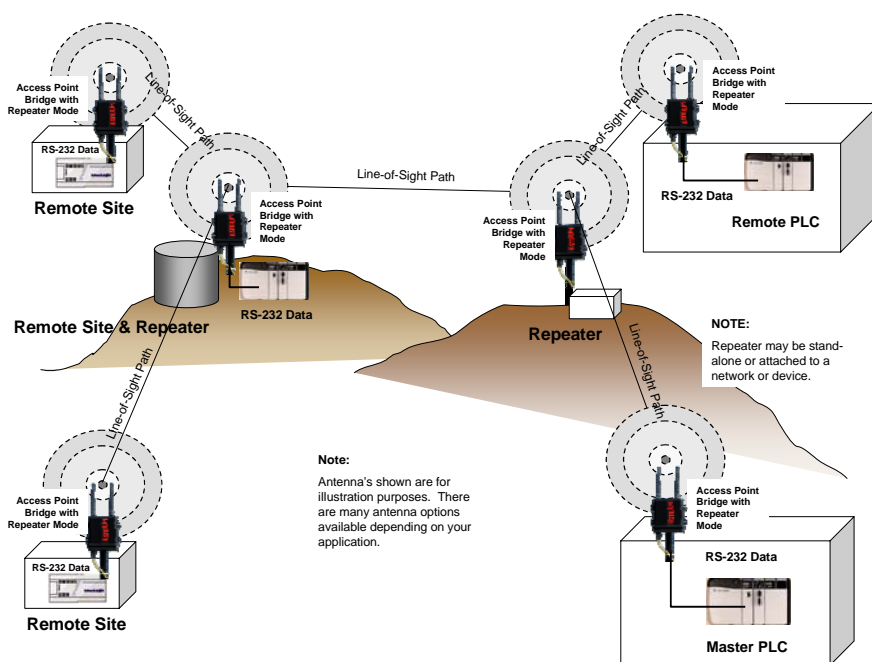 Access Point
Bridge with
Repeater Mode
RS-232 Data
Remote Site
Line-of-Sight Path
Access Point
Bridge with
Repeater
Mode
RS-232 Data
Remote Site & Repeater
Line-of-Sight Path
Line-of-Sight Path
Access Point
Bridge with
Repeater
Mode
Repeater
Line-of-Sight Path
Access Point
Bridge with
Repeater
Mode
RS-232 Data
Remote PLC
NOTE:
Repeater may be stand-
alone or attached to a
network or device.
Line-of-Sight Path
Access Point
Bridge with
Repeater Mode
RS-232 Data
Remote Site
Note:
Antenna's shown are for
illustration purposes. There
are many antenna options
available depending on your
application.
Access Point
Bridge with
Repeater
Mode
RS-232 Data
Master PLC